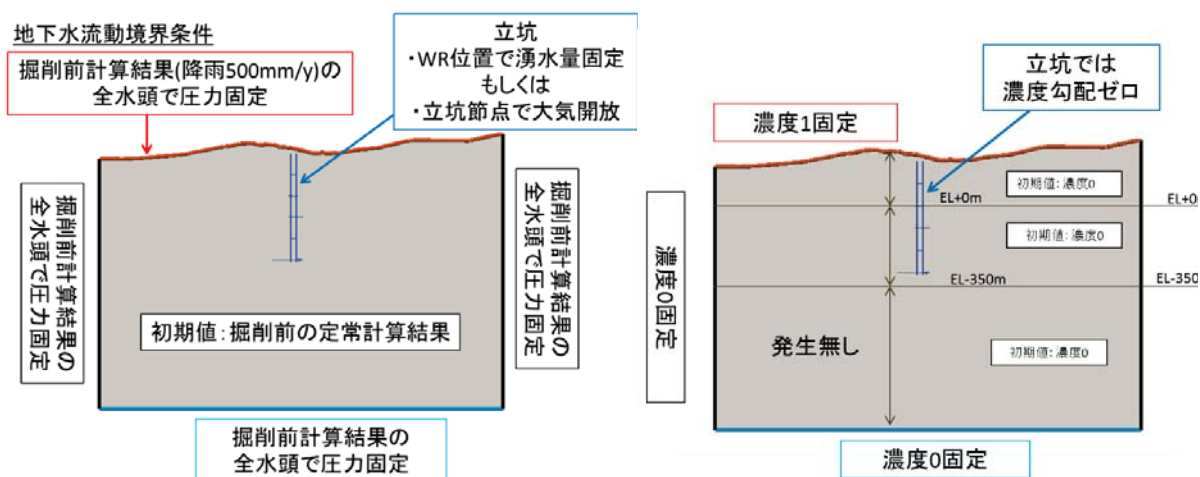 地下水流動境界条件
掘削前計算結果(降雨500mm/y)の
全水頭で圧力固定
立坑
・WR位置で湧水量固定
もしくは
・立坑節点で大気開放
掘削前計算結果の
全水頭で圧力固定
掘削前計算結果の
全水頭で圧力固定
初期値:掘削前の定常計算結果
掘削前計算結果の
全水頭で圧力固定
立坑では
濃度勾配ゼロ
濃度1固定
初期値:濃度0
EL+0m
EL+0
初期値:濃度0
濃度0固定
EL-350m
EL-350
発生無し
初期値:濃度0
濃度0固定